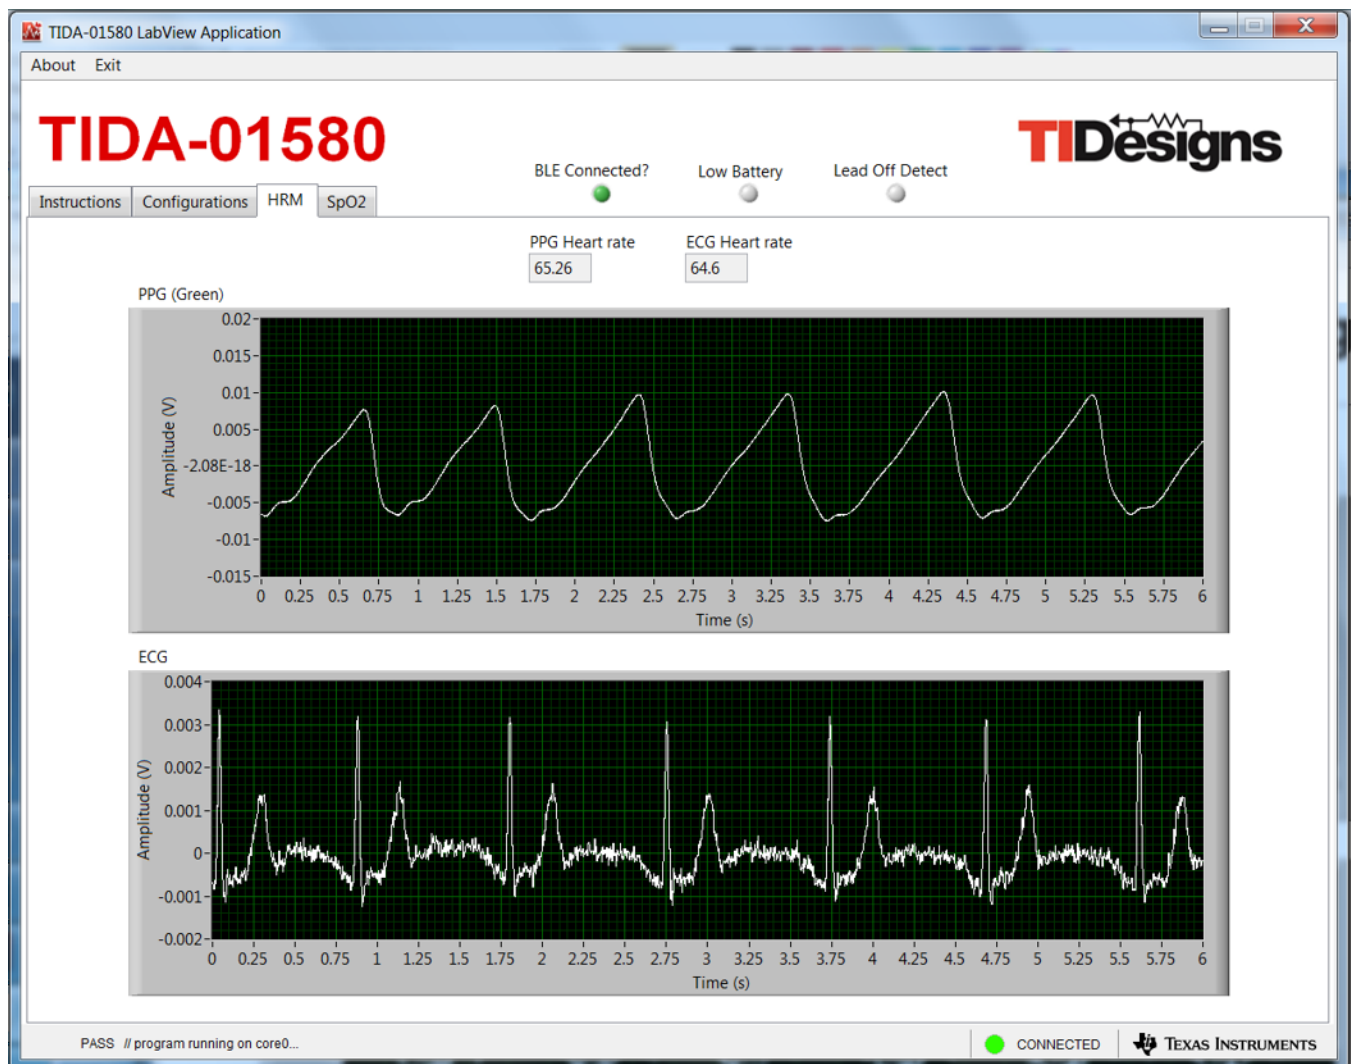 TIDA-01580 LabView Application
About Exit
TIDA-01580
TIDesigns
BLE Connected? Low Battery Lead Off Detect
Instructions Configurations HRM SpO2
PPG Heart rate ECG Heart rate
65.26 64.6
PPG (Green)
Amplitude (V)
0.02
0.015
0.01
0.005
-2.08E-18
-0.005
-0.01
-0.015
0 0.25 0.5 0.75 1 1.25 1.5 1.75 2 2.25 2.5 2.75 3 3.25 3.5 3.75 4 4.25 4.5 4.75 5 5.25 5.5 5.75 6
Time (s)
ECG
Amplitude (V)
0.004
0.003
0.002
0.001
0
-0.001
-0.002
0 0.25 0.5 0.75 1 1.25 1.5 1.75 2 2.25 2.5 2.75 3 3.25 3.5 3.75 4 4.25 4.5 4.75 5 5.25 5.5 5.75 6
Time (s)
PASS // program running on core0... CONNECTED TEXAS INSTRUMENTS